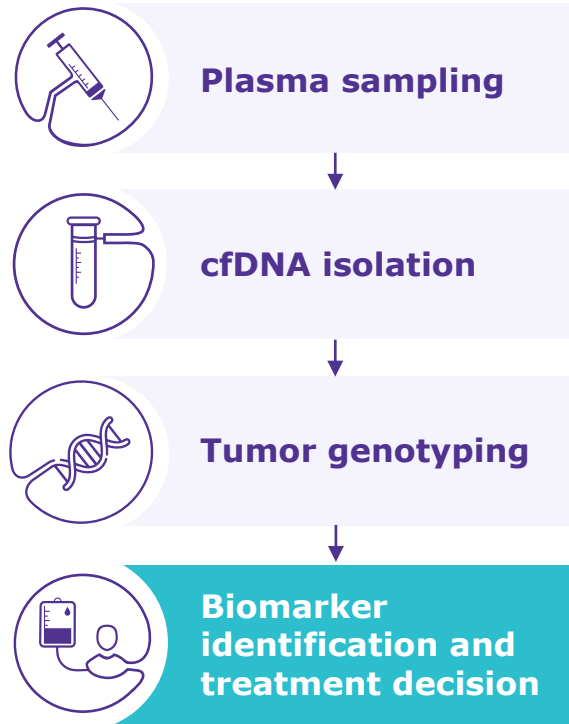 Plasma sampling
cfDNA isolation
Tumor genotyping
Biomarker
identification and
treatment decision